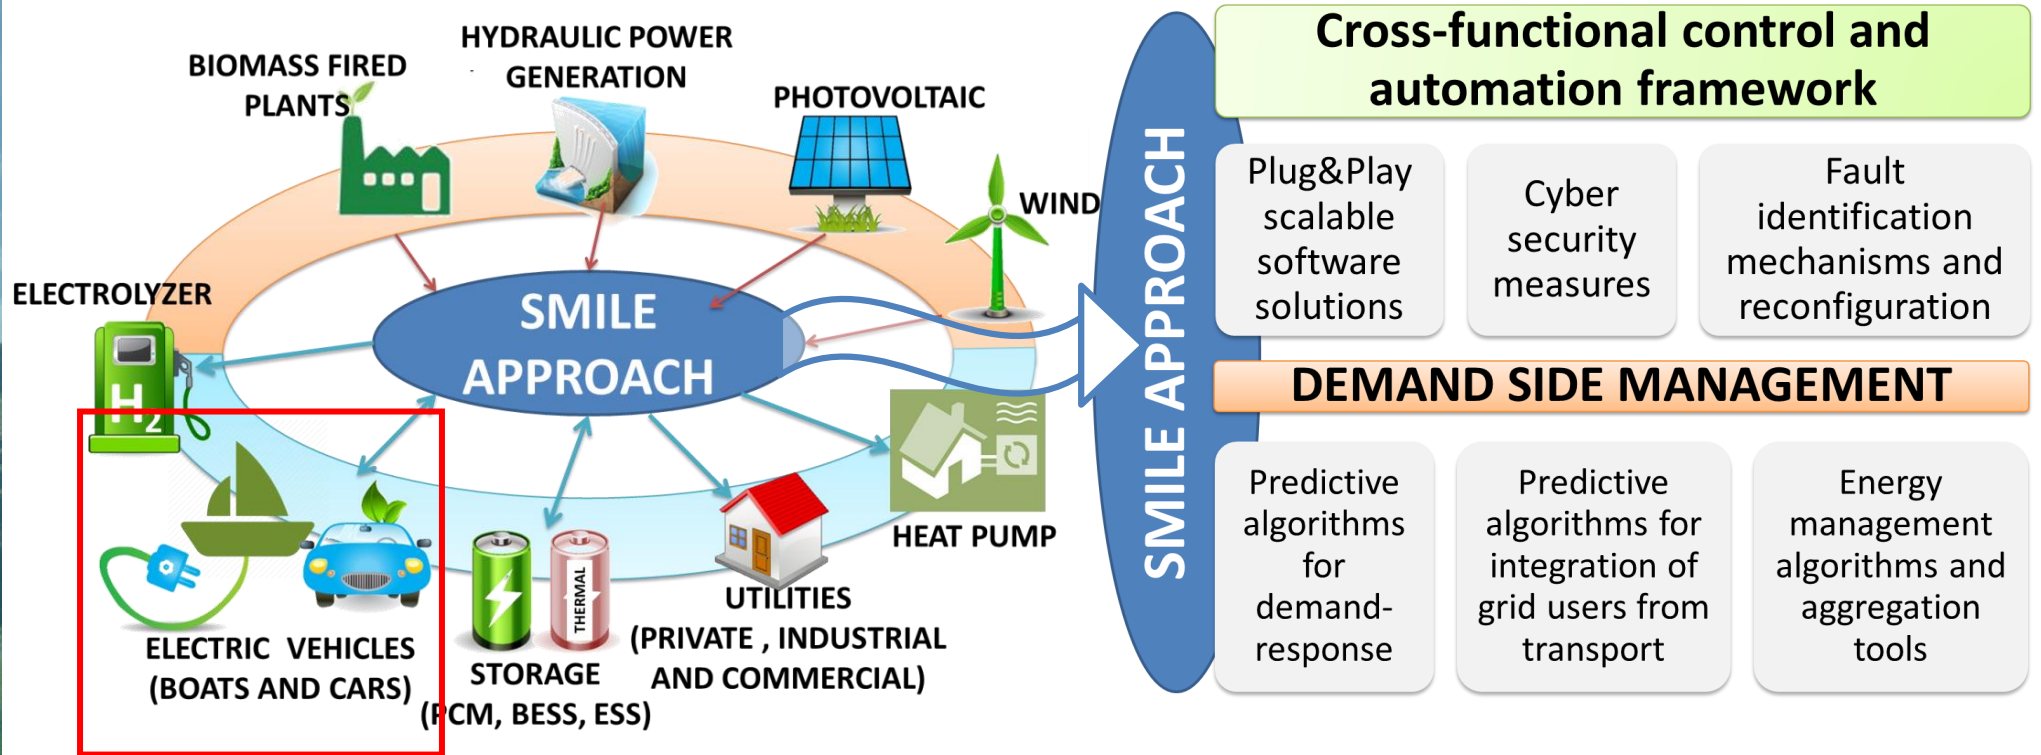 BIOMASS FIRED
PLANTS
HYDRAULIC POWER
GENERATION
PHOTOVOLTAIC
WIND
ELECTROLYZER
H2
SMILE
APPROACH
HEAT PUMP
ELECTRIC VEHICLES
(BOATS AND CARS)
THERMAL
STORAGE
(PCM, BESS, ESS)
UTILITIES
(PRIVATE , INDUSTRIAL
AND COMMERCIAL)
SMILE APPROACH
Cross-functional control and
automation framework
Plug&Play
scalable
software
solutions
Cyber
security
measures
Fault
identification
mechanisms and
reconfiguration
DEMAND SIDE MANAGEMENT
Predictive
algorithms
for
demand-
response
Predictive
algorithms for
integration of
grid users from
transport
Energy
management
algorithms and
aggregation
tools